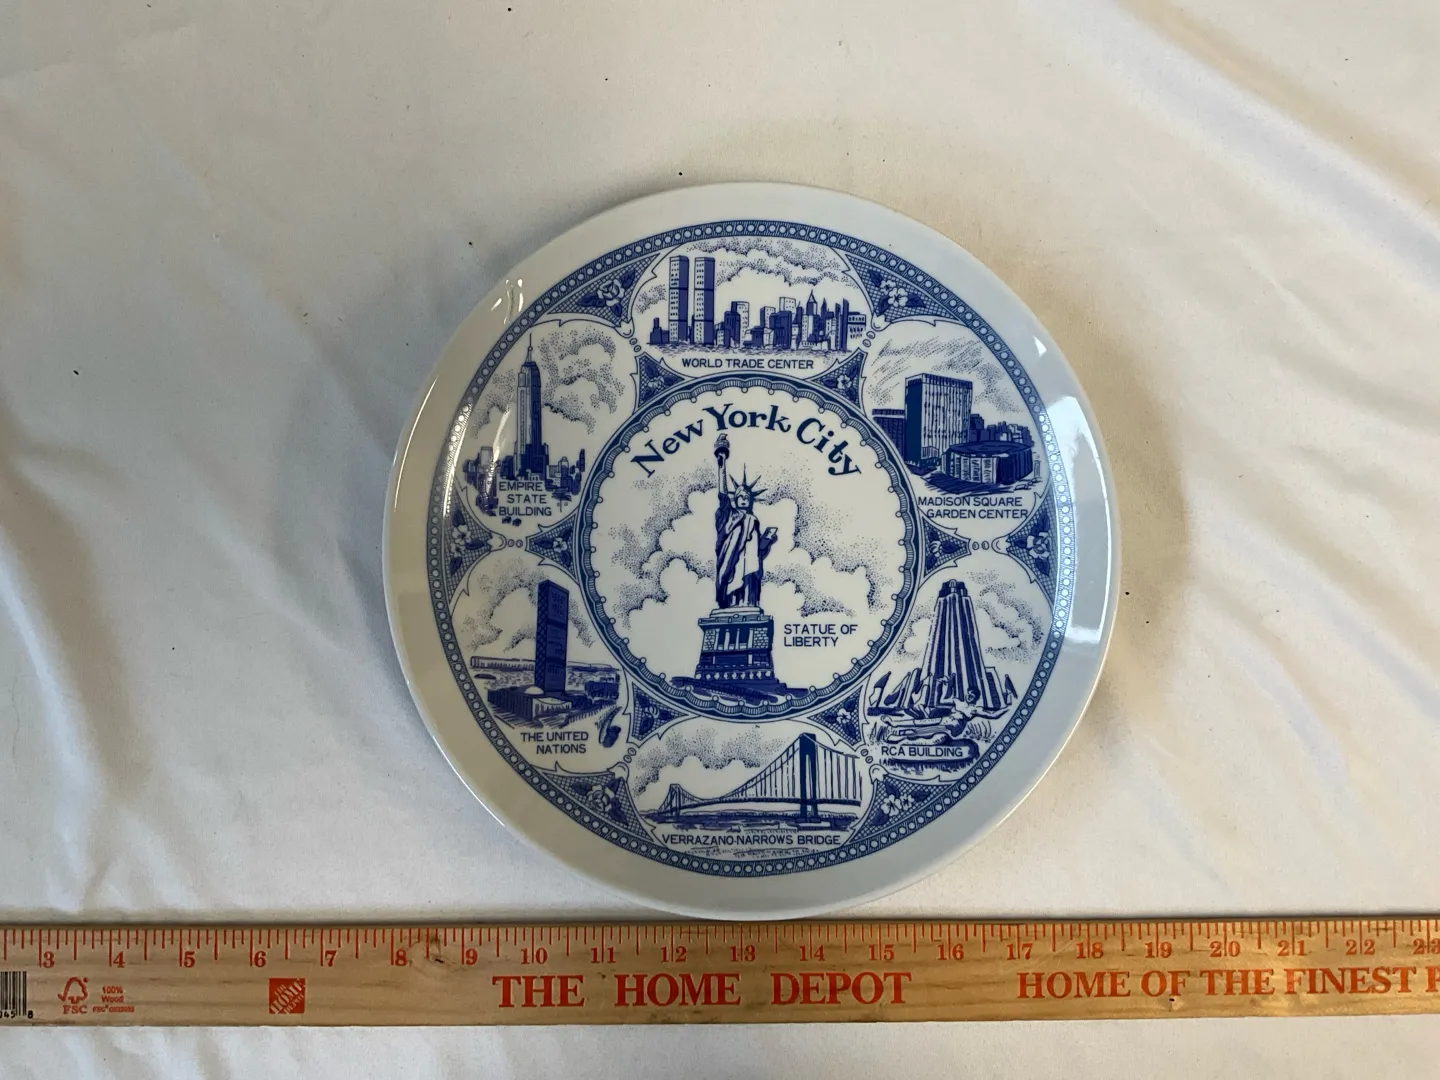 WORLD TRADE CENTER
New York City
EMPIRE
STATE
BUILDING
MADISON SQUARE
GARDEN CENTER
STATUE OF
LIBERTY
THE UNITED
NATIONS
RCA BUILDING
VERRAZANO-NARROWS BRIDGE
3 4 5 6 7 8 9 10 11 12 13 14 15 16 17 18 19 20 21 22 23
FSC
100%
Wood
THE HOME DEPOT HOME OF THE FINEST